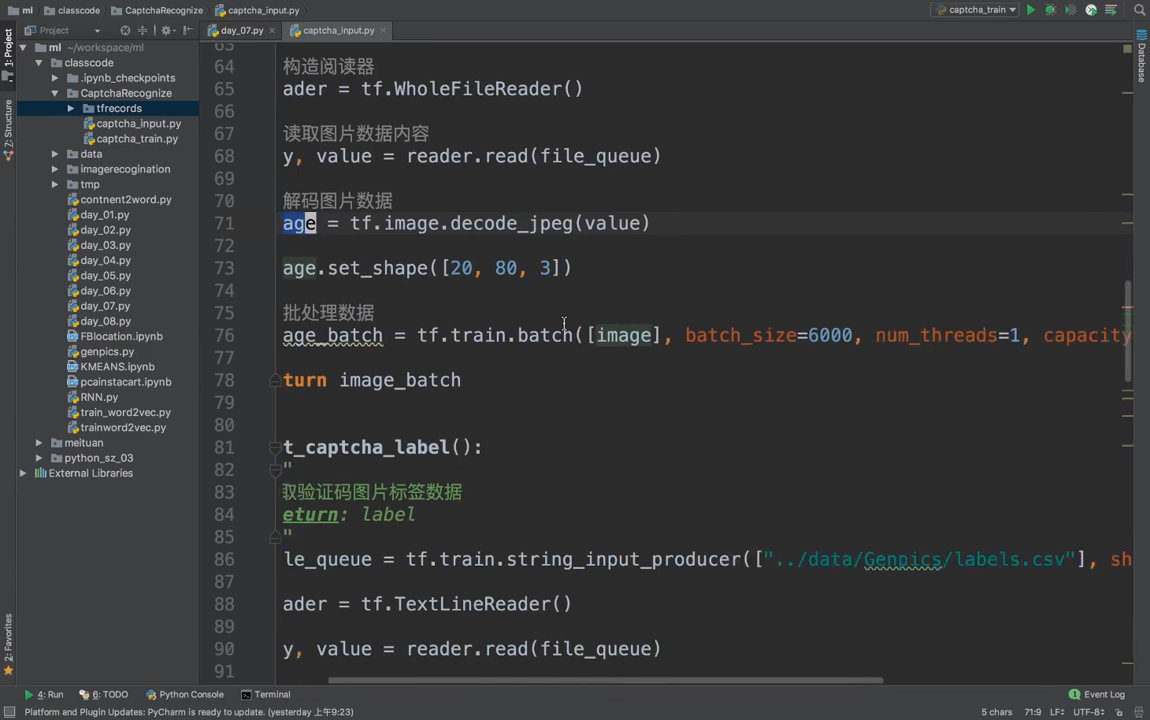 ml
classcode
CaptchaRecognize
captcha_input.py
captcha_train
Project
day_07.py
captcha_input.py
1: Project
Z: Structure
2: Favorites
Database
ml ~/workspace/ml
classcode
.ipynb_checkpoints
CaptchaRecognize
tfrecords
captcha_input.py
captcha_train.py
data
imagerecogination
tmp
contnent2word.py
day_01.py
day_02.py
day_03.py
day_04.py
day_05.py
day_06.py
day_07.py
day_08.py
FBlocation.ipynb
genpics.py
KMEANS.ipynb
pcainstacart.ipynb
RNN.py
train_word2vec.py
trainword2vec.py
meituan
python_sz_03
External Libraries
63
64 构造阅读器
65 ader = tf.WholeFileReader()
66
67 读取图片数据内容
68 y, value = reader.read(file_queue)
69
70 解码图片数据
71 age = tf.image.decode_jpeg(value)
72
73 age.set_shape([20, 80, 3])
74
75 批处理数据
76 age_batch = tf.train.batch([image], batch_size=6000, num_threads=1, capacity
77
78 turn image_batch
79
80
81 t_captcha_label():
82 "
83 取验证码图片标签数据
84 eturn: label
85 "
86 le_queue = tf.train.string_input_producer(["../data/Genpics/labels.csv"], sh
87
88 ader = tf.TextLineReader()
89
90 y, value = reader.read(file_queue)
91
4: Run
6: TODO
Python Console
Terminal
Event Log
Platform and Plugin Updates: PyCharm is ready to update. (yesterday 上午9:23)
5 chars
71:9
LF
UTF-8